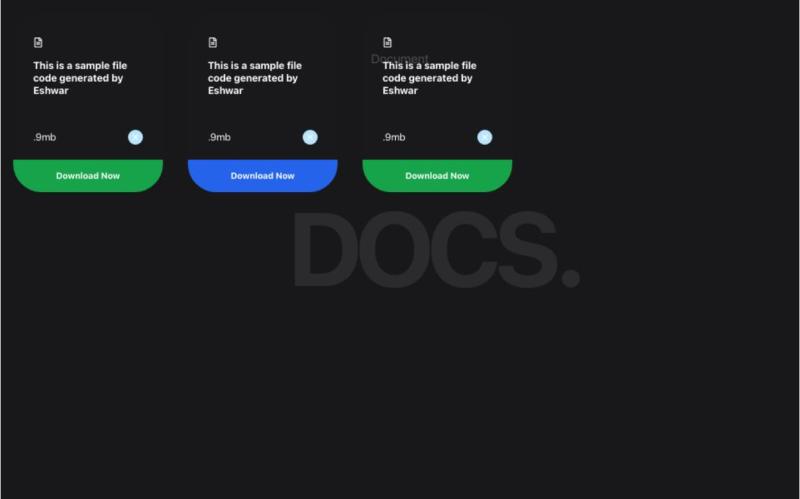 Document
This is a sample file
code generated by
Eshwar
.9mb
Download Now
This is a sample file
code generated by
Eshwar
.9mb
Download Now
This is a sample file
code generated by
Eshwar
.9mb
Download Now
DOCS.